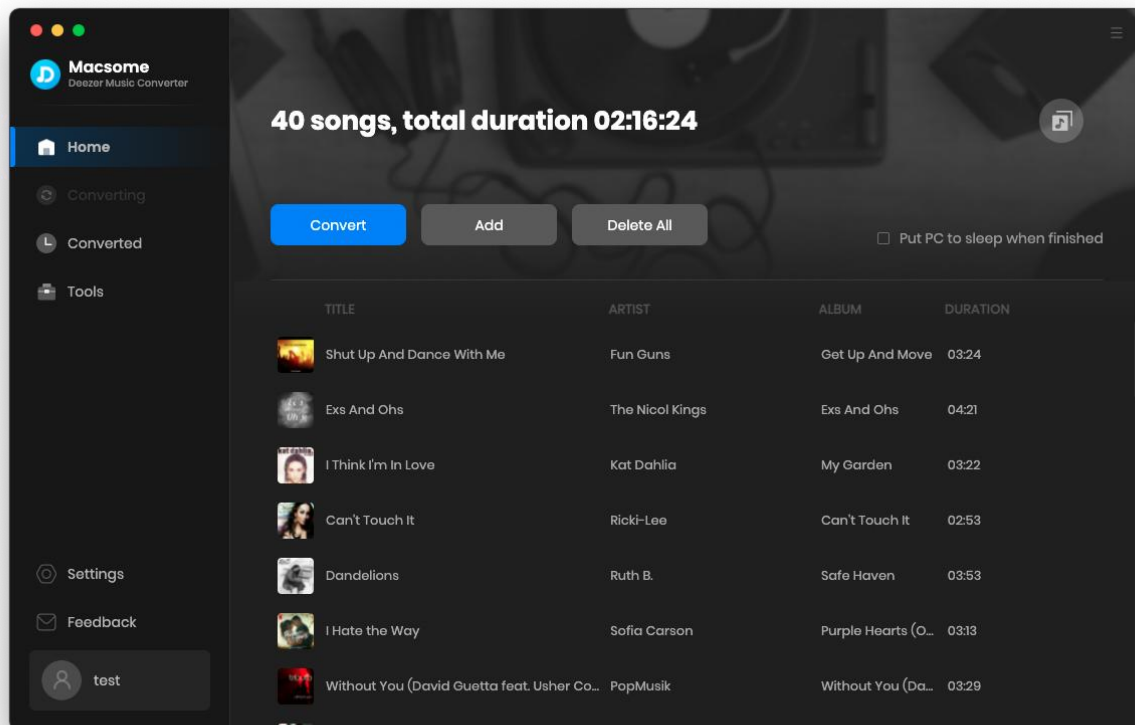 Macsome
Deezer Music Converter
Home
Converting
Converted
Tools
Settings
Feedback
test
40 songs, total duration 02:16:24
Convert Add Delete All
Put PC to sleep when finished
TITLE ARTIST ALBUM DURATION
Shut Up And Dance With Me Fun Guns Get Up And Move 03:24
Exs And Ohs The Nicol Kings Exs And Ohs 04:21
I Think I'm In Love Kat Dahlia My Garden 03:22
Can't Touch It Ricki-Lee Can't Touch It 02:53
Dandelions Ruth B. Safe Haven 03:53
I Hate the Way Sofia Carson Purple Hearts (O... 03:13
Without You (David Guetta feat. Usher Co... PopMusik Without You (Da... 03:29